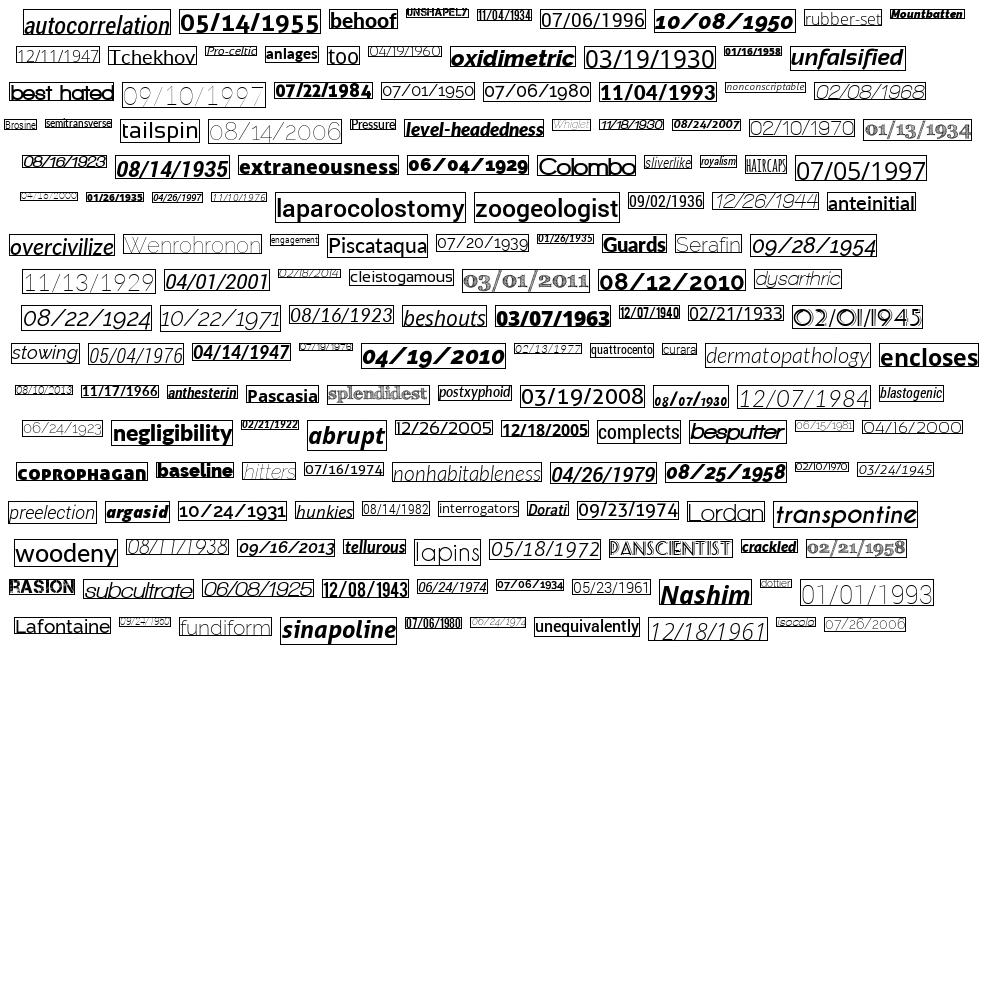 autocorrelation 05/14/1955 behoof UNSHAPELY 11/04/1934 07/06/1996 10/08/1950 rubber-set Mountbatten
12/11/1947 Tchekhov Pro-celtic anlages too 04/19/1960 oxidimetric 03/19/1930 01/16/1958 unfalsified
best hated 09/10/1997 07/22/1984 07/01/1950 07/06/1980 11/04/1993 nonconscriptable 02/08/1968
Brosine semitransverse tailspin 08/14/2006 Pressure level-headedness Whiglet 11/18/1930 08/24/2007 02/10/1970 01/13/1934
08/16/1923 08/14/1935 extraneousness 06/04/1929 Colombo sliverlike royalism HAIRCAPS 07/05/1997
04/16/2000 01/26/1935 04/26/1997 11/10/1976 laparocolostomy zoogeologist 09/02/1936 12/26/1944 anteinitial
overcivilize Wenrohronon engagement Piscataqua 07/20/1939 01/26/1935 Guards Serafin 09/28/1954
11/13/1929 04/01/2001 02/18/2014 cleistogamous 03/01/2011 08/12/2010 dysarthric
08/22/1924 10/22/1971 08/16/1923 beshouts 03/07/1963 12/07/1940 02/21/1933 02/01/1945
stowing 05/04/1976 04/14/1947 07/19/1976 04/19/2010 02/13/1977 quattrocento curara dermatopathology encloses
08/10/2013 11/17/1966 anthesterin Pascasia splendidest postxyphoid 03/19/2008 08/07/1930 12/07/1984 blastogenic
06/24/1923 negligibility 02/21/1922 abrupt 12/26/2005 12/18/2005 complects besputter 06/15/1981 04/16/2000
coprophagan baseline hitters 07/16/1974 nonhabitableness 04/26/1979 08/25/1958 02/10/1970 03/24/1945
preelection argasid 10/24/1931 hunkies 08/14/1982 interrogators Dorati 09/23/1974 Lordan transpontine
woodeny 08/11/1938 09/16/2013 tellurous lapins 05/18/1972 PANSCIENTIST crackled 02/21/1958
RASION subcultrate 06/08/1925 12/08/1943 06/24/1974 07/06/1934 05/23/1961 Nashim dottier 01/01/1993
Lafontaine 09/24/1960 fundiform sinapoline 07/06/1980 06/24/1974 unequivalently 12/18/1961 isocola 07/26/2006